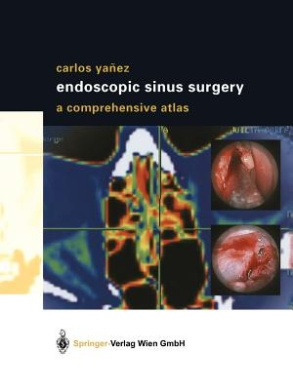 carlos yañez
endoscopic sinus surgery
a comprehensive atlas
Springer-Verlag Wien GmbH